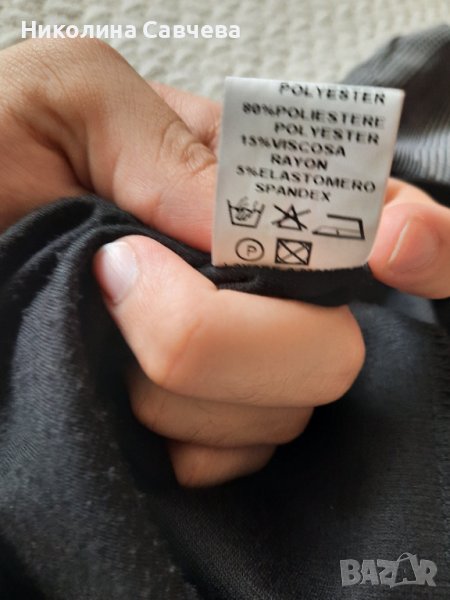 Николина Савчева
POLYESTER
80%POLIESTERE
POLYESTER
15%VISCOSA
RAYON
5%ELASTOMERO
SPANDEX
P
BAZAR